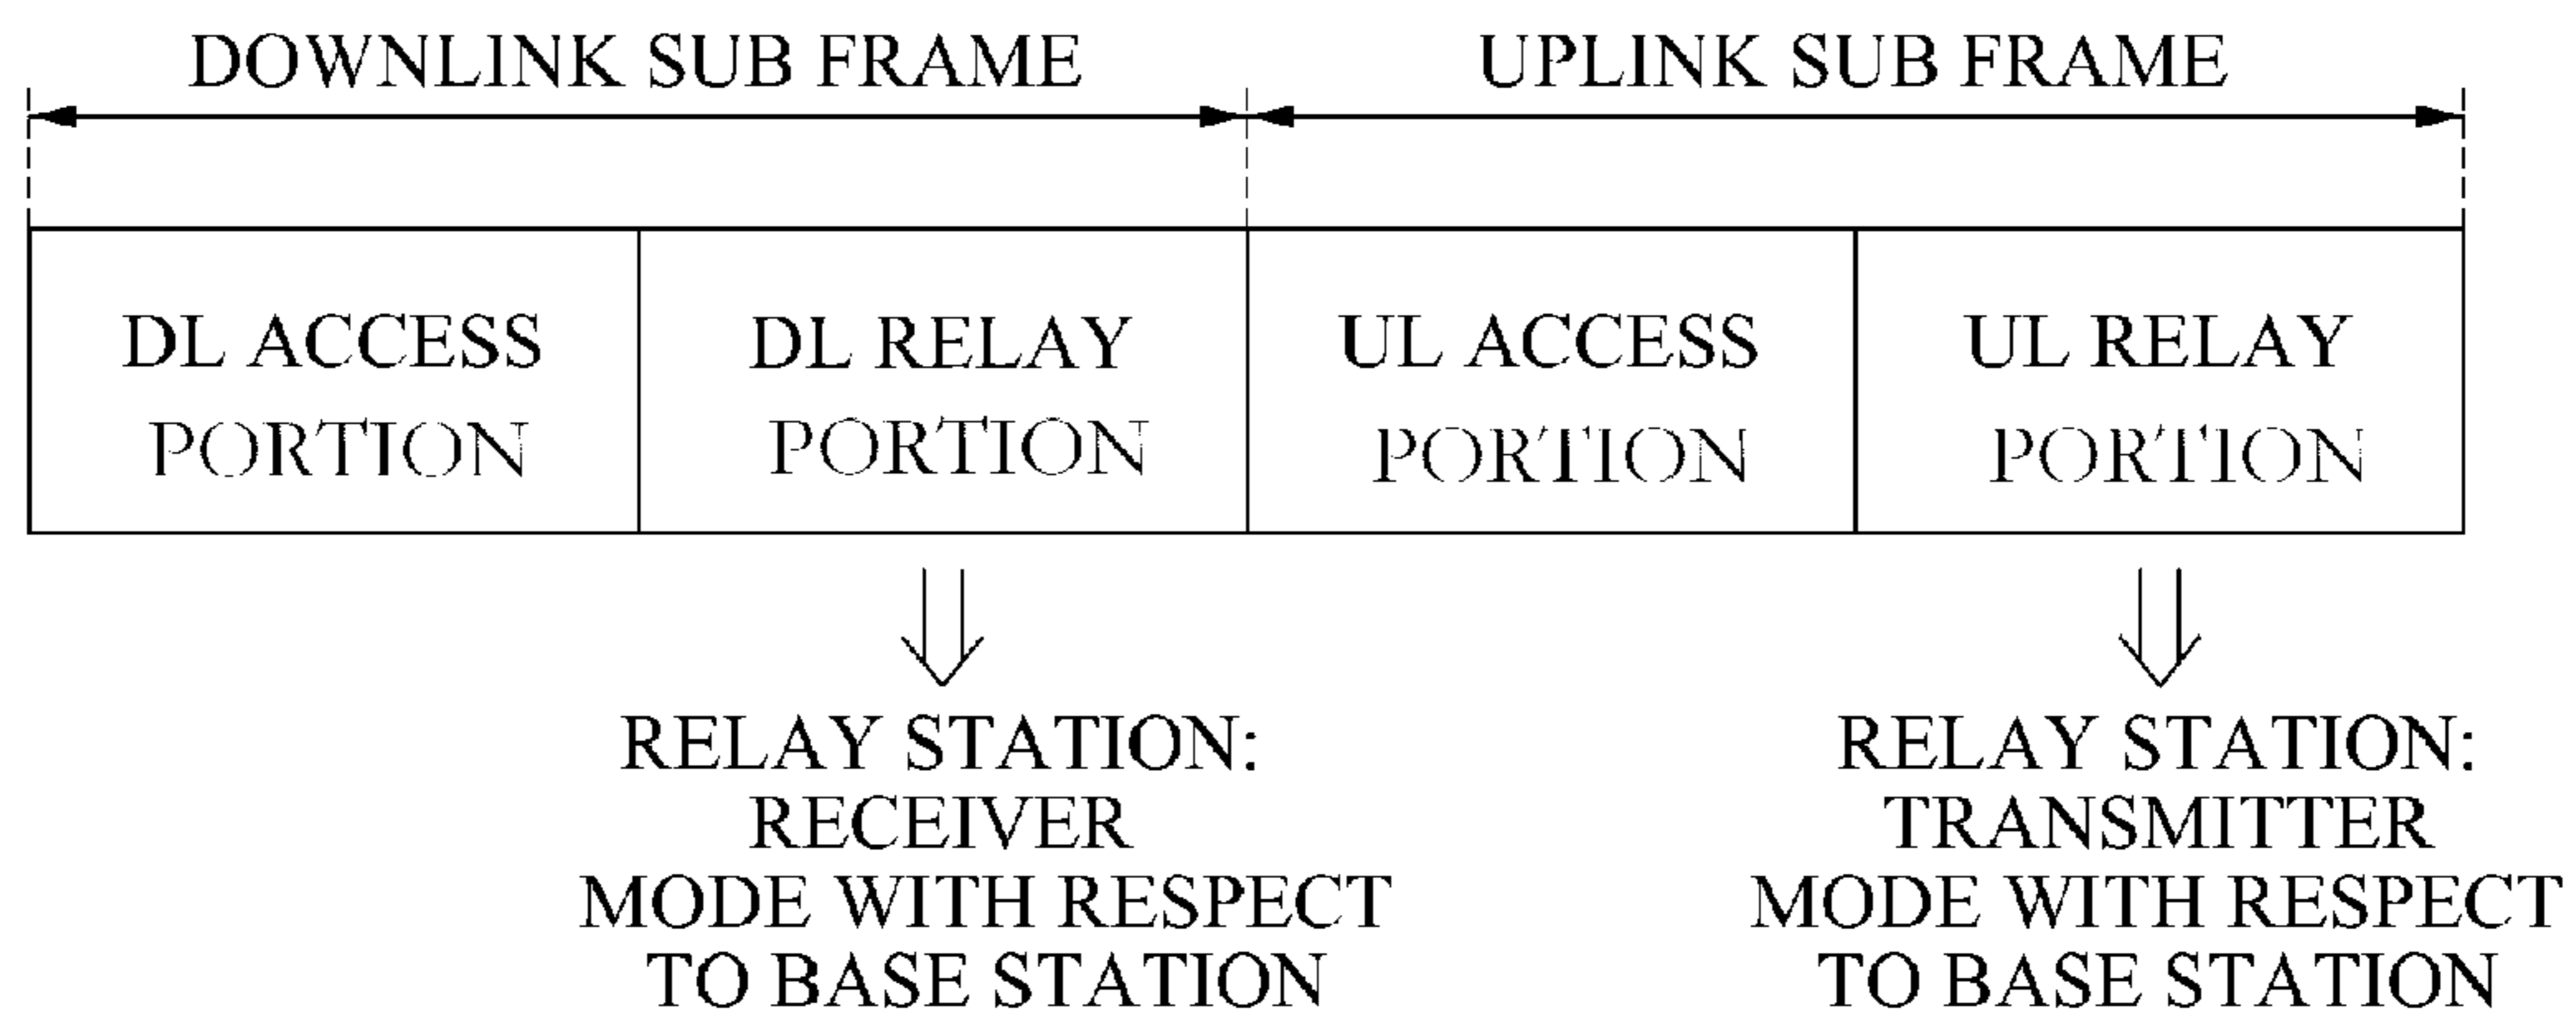 DOWNLINK SUB FRAME
UPLINK SUB FRAME
DL ACCESS
PORTION
DL RELAY
PORTION
UL ACCESS
PORTION
UL RELAY
PORTION
RELAY STATION:
RECEIVER
MODE WITH RESPECT
TO BASE STATION
RELAY STATION:
TRANSMITTER
MODE WITH RESPECT
TO BASE STATION